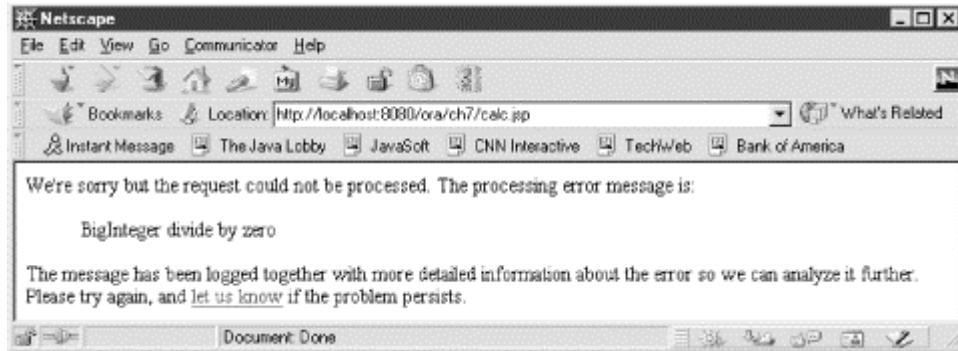 Netscape
File Edit View Go Communicator Help
My
N
Bookmarks Location: http://localhost:8080/ora/ch7/calc.jsp What's Related
Instant Message The Java Lobby JavaSoft CNN Interactive TechWeb Bank of America
We're sorry but the request could not be processed. The processing error message is:
BigInteger divide by zero
The message has been logged together with more detailed information about the error so we can analyze it further.
Please try again, and let us know if the problem persists.
Document: Done